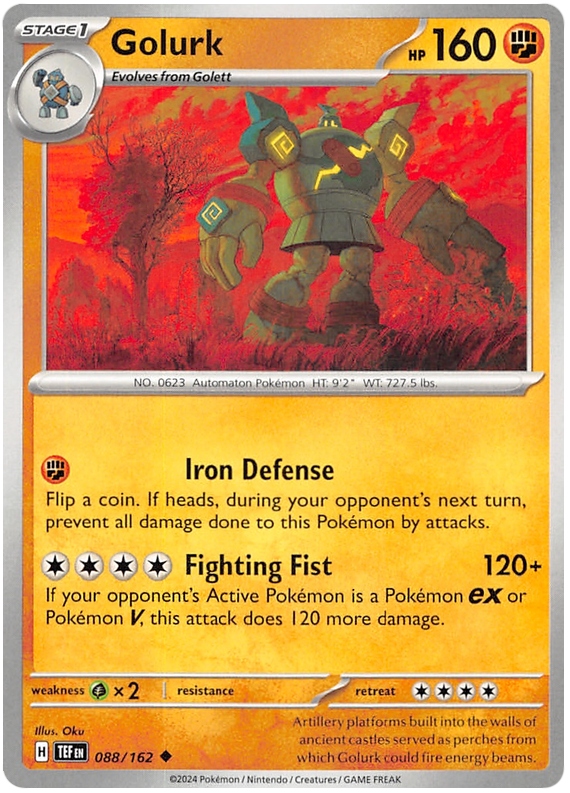 STAGE 1
Golurk
HP 160
Evolves from Golett
NO. 0623 Automaton Pokémon HT: 9'2" WT: 727.5 lbs.
Iron Defense
Flip a coin. If heads, during your opponent's next turn,
prevent all damage done to this Pokémon by attacks.
Fighting Fist 120+
If your opponent's Active Pokémon is a Pokémon ex or
Pokémon V, this attack does 120 more damage.
weakness ×2 resistance retreat
Illus. Oku
Artillery platforms built into the walls of
ancient castles served as perches from
which Golurk could fire energy beams.
H TEF EN 088/162
©2024 Pokémon / Nintendo / Creatures / GAME FREAK